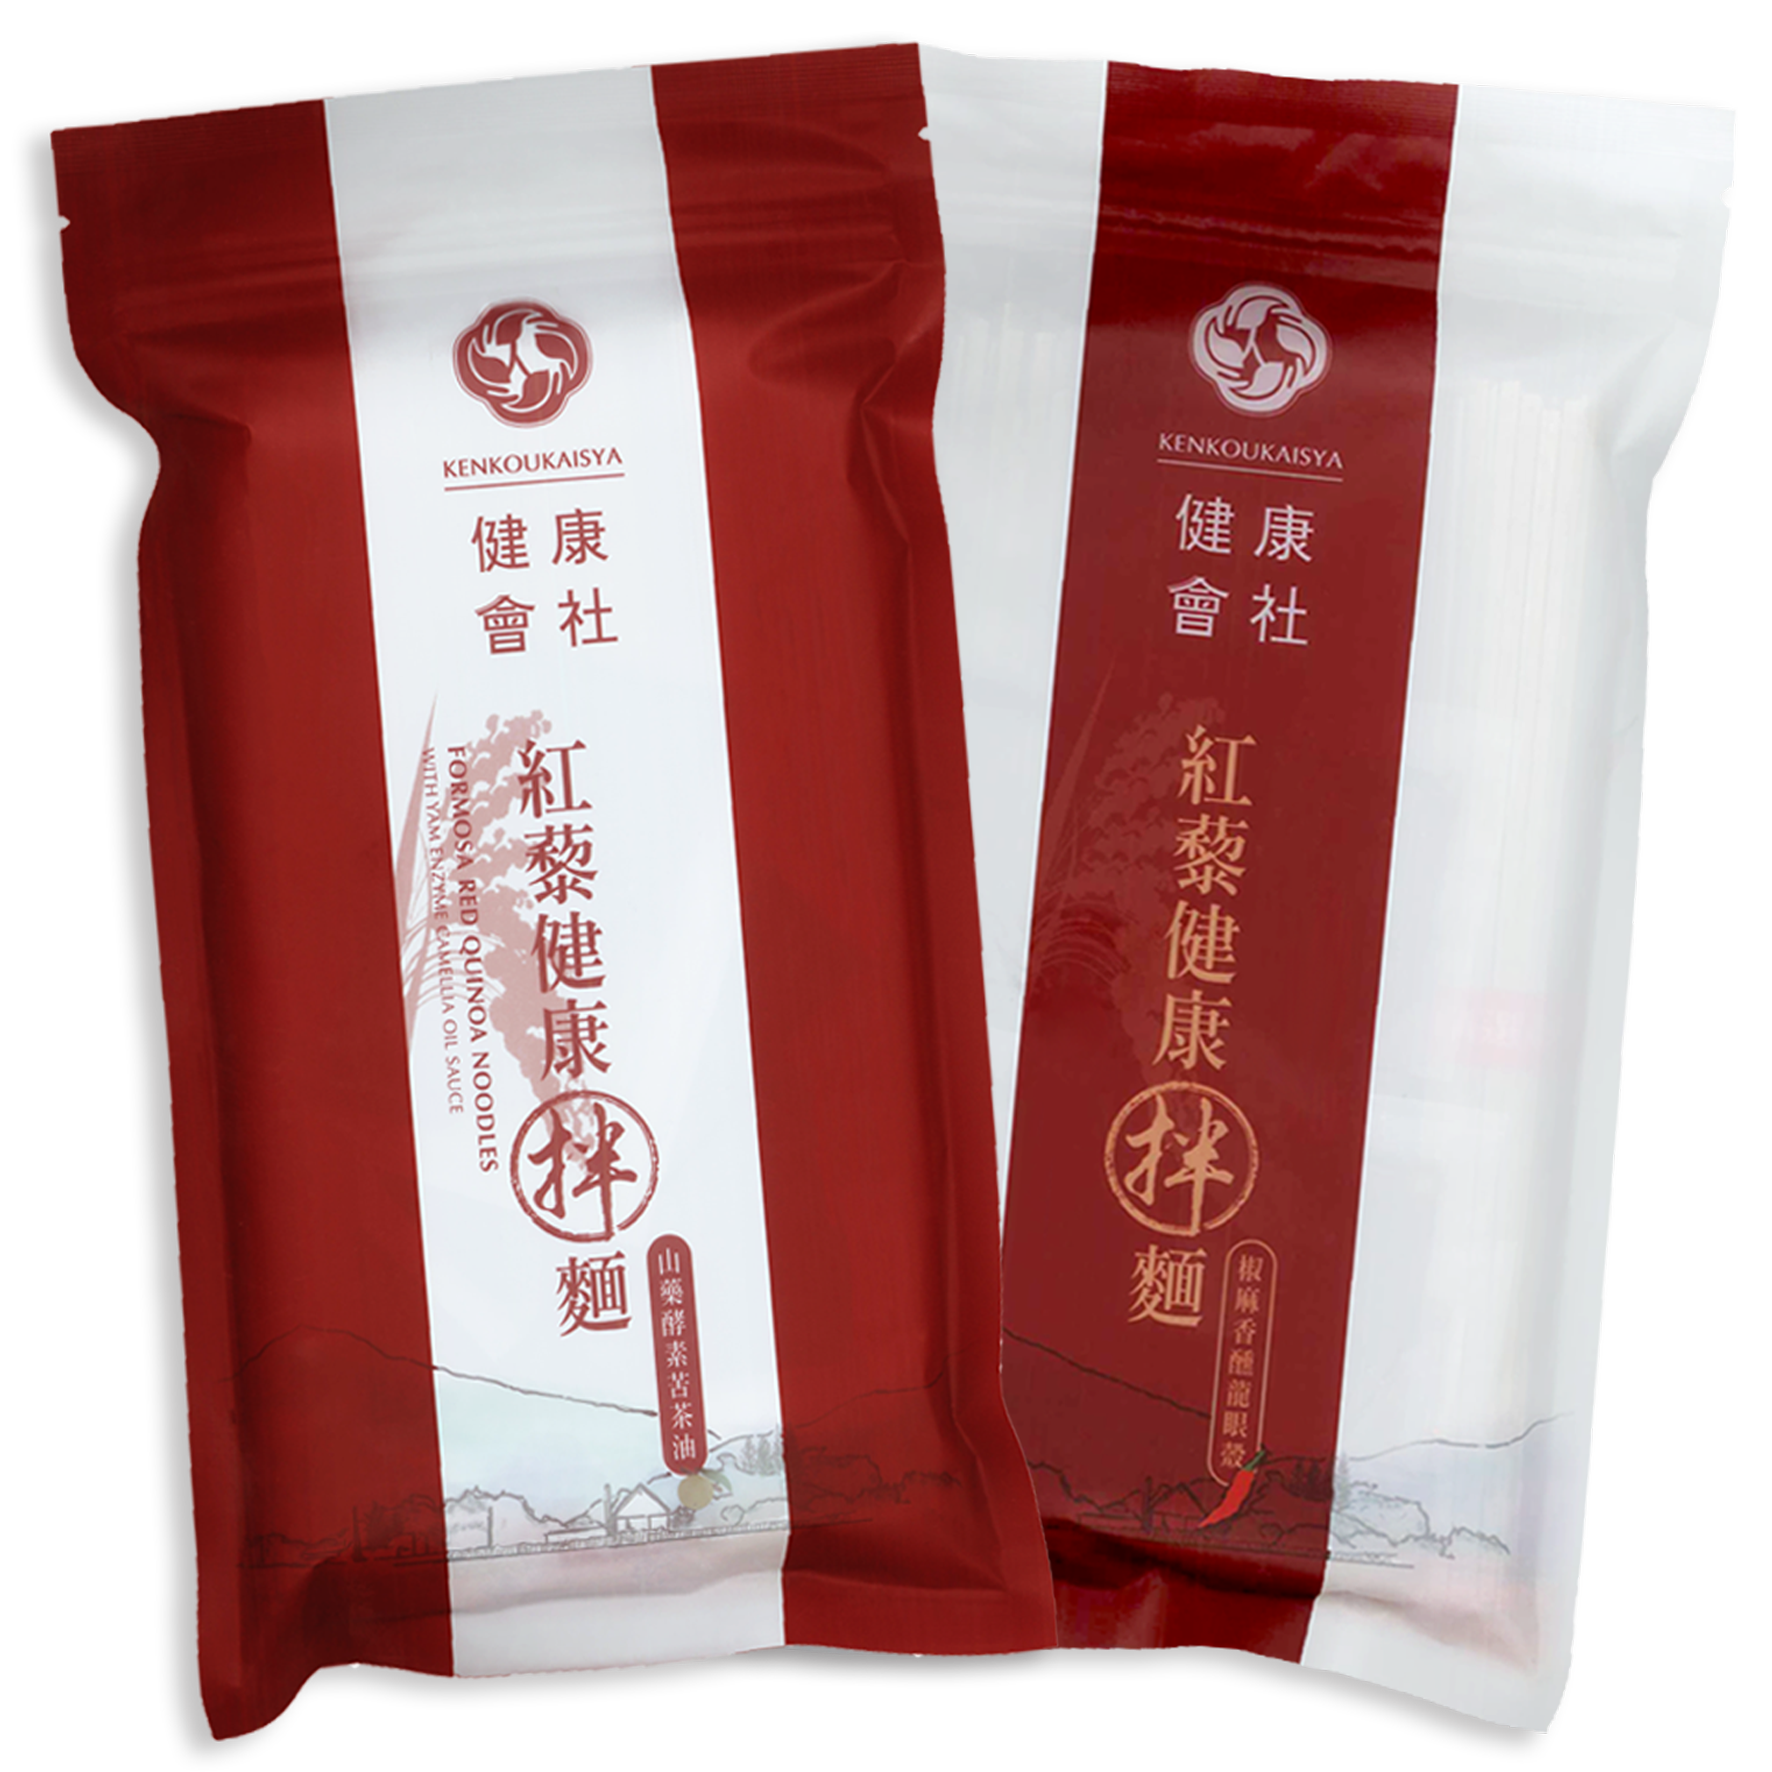 KENKOUKAISYA
健康
會社
紅藜健康拌麵
FORMOSA RED QUINOA NOODLES
WITH YAM ENZYME CAMELLIA OIL SAUCE
山藥酵素苦茶油
KENKOUKAISYA
健康
會社
紅藜健康拌麵
椒麻香醺龍眼殼